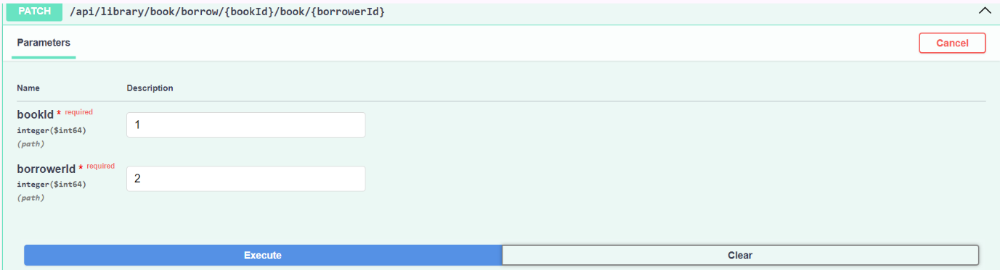 PATCH /api/library/book/borrow/{bookId}/book/{borrowerId}
Parameters Cancel
Name Description
bookId * required 1
integer($int64)
(path)
borrowerId * required 2
integer($int64)
(path)
Execute Clear